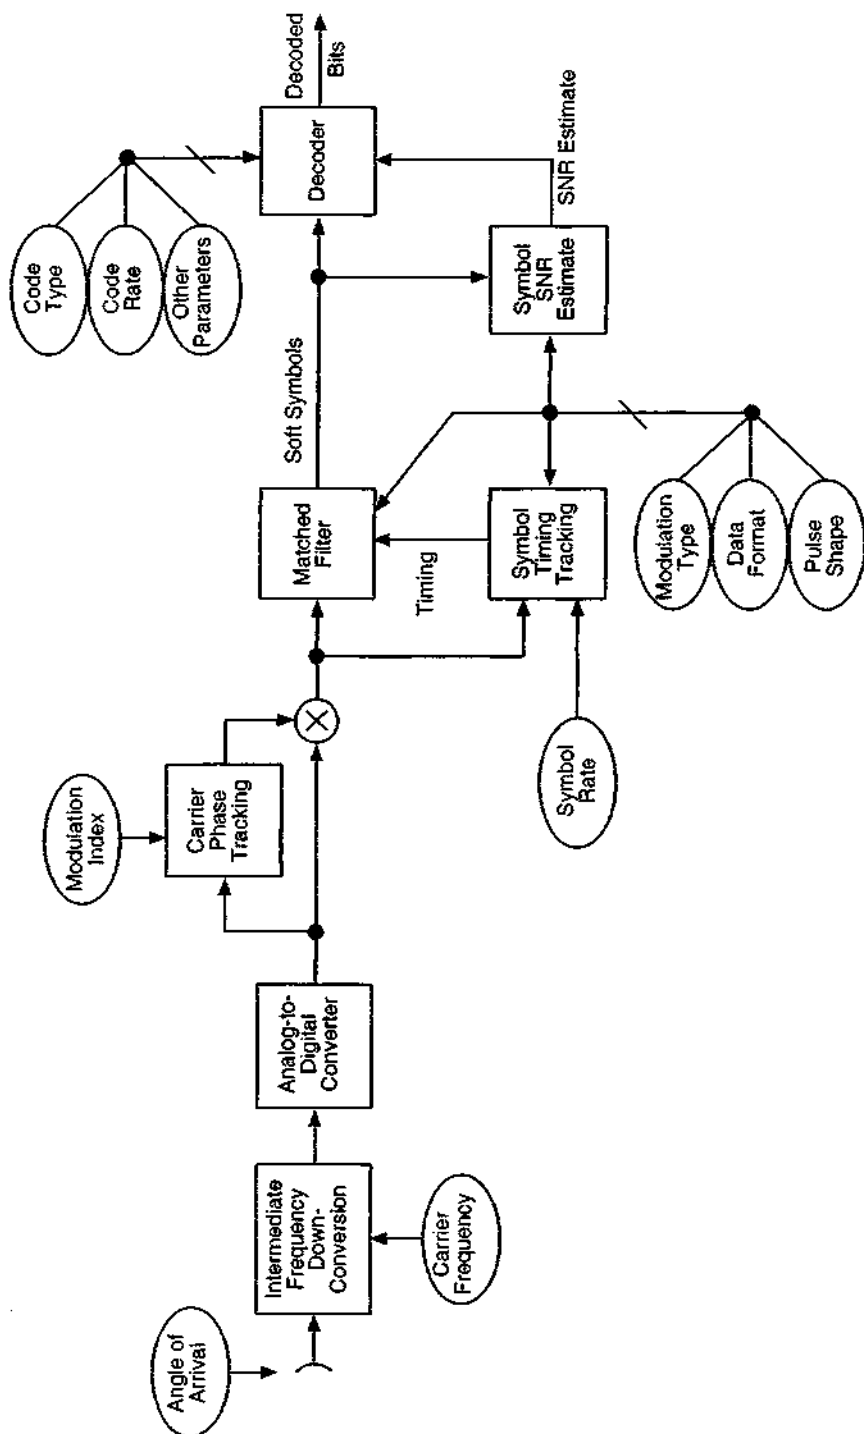 Angle of
Arrival
Intermediate
Frequency
Down-
Conversion
Carrier
Frequency
Analog-to-
Digital
Converter
Modulation
Index
Carrier
Phase
Tracking
X
Symbol
Rate
Matched
Filter
Timing
Symbol
Timing
Tracking
Modulation
Type
Data
Format
Pulse
Shape
Soft Symbols
Symbol
SNR
Estimate
SNR Estimate
Code
Type
Code
Rate
Other
Parameters
Decoder
Decoded
Bits